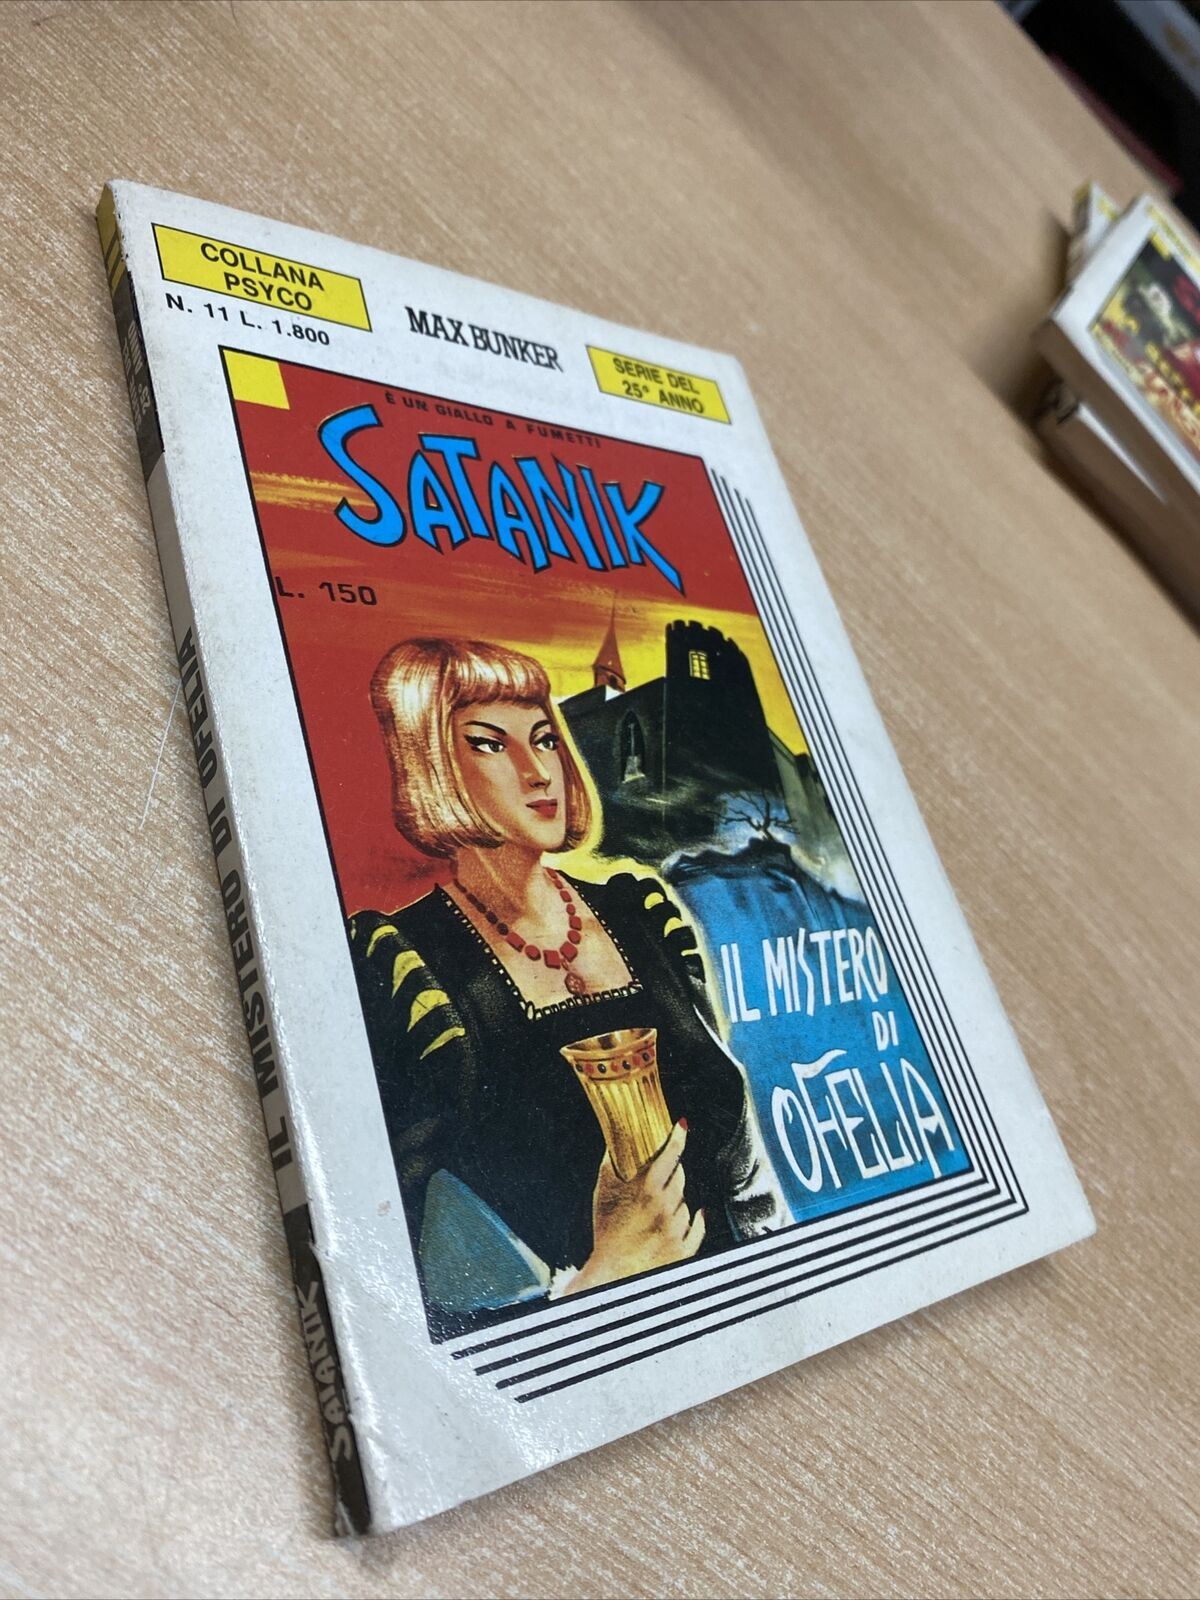 COLLANA
PSYCO
N. 11 L. 1.800
MAX BUNKER
SERIE DEL
25° ANNO
È UN GIALLO A FUMETTI
SATANIK
L. 150
IL MISTERO
DI
OFELIA
SATANIK IL MISTERO DI OFELIA